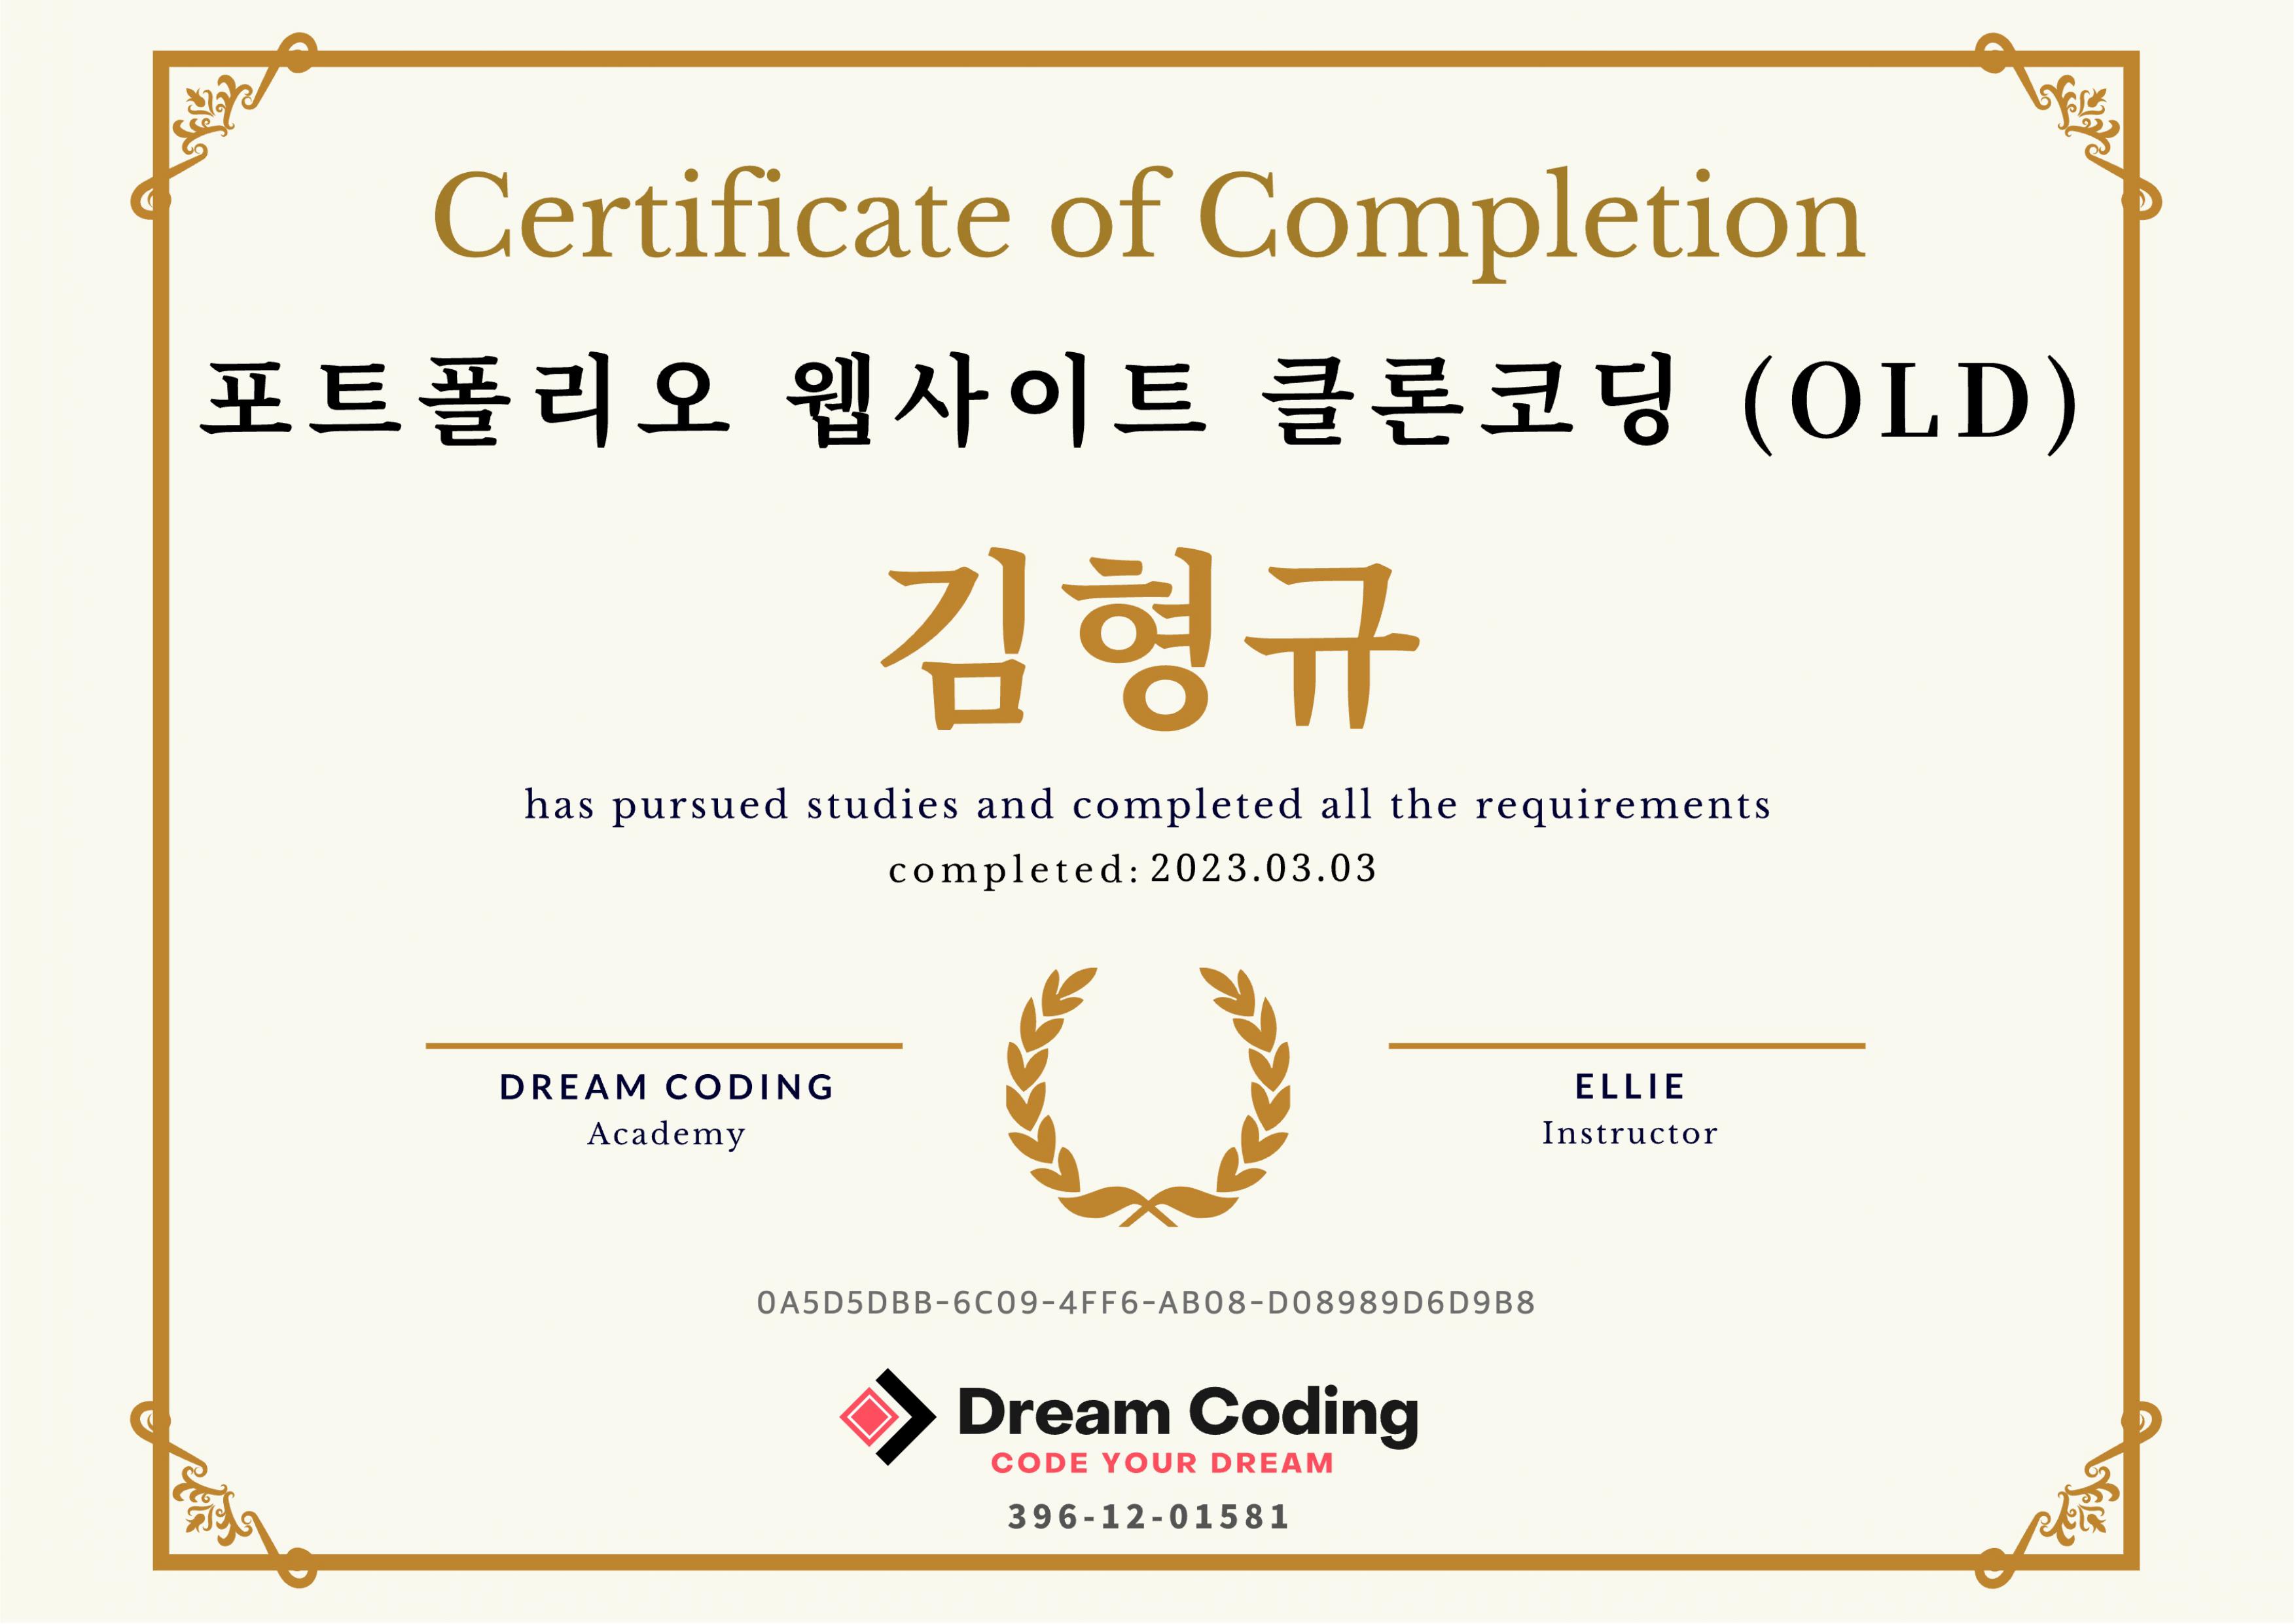 Certificate of Completion
포트폴리오 웹사이트 클론코딩 (OLD)
김형규
has pursued studies and completed all the requirements
completed: 2023.03.03
DREAM CODING
Academy
ELLIE
Instructor
0A5D5DBB-6C09-4FF6-AB08-D08989D6D9B8
Dream Coding
CODE YOUR DREAM
396-12-01581